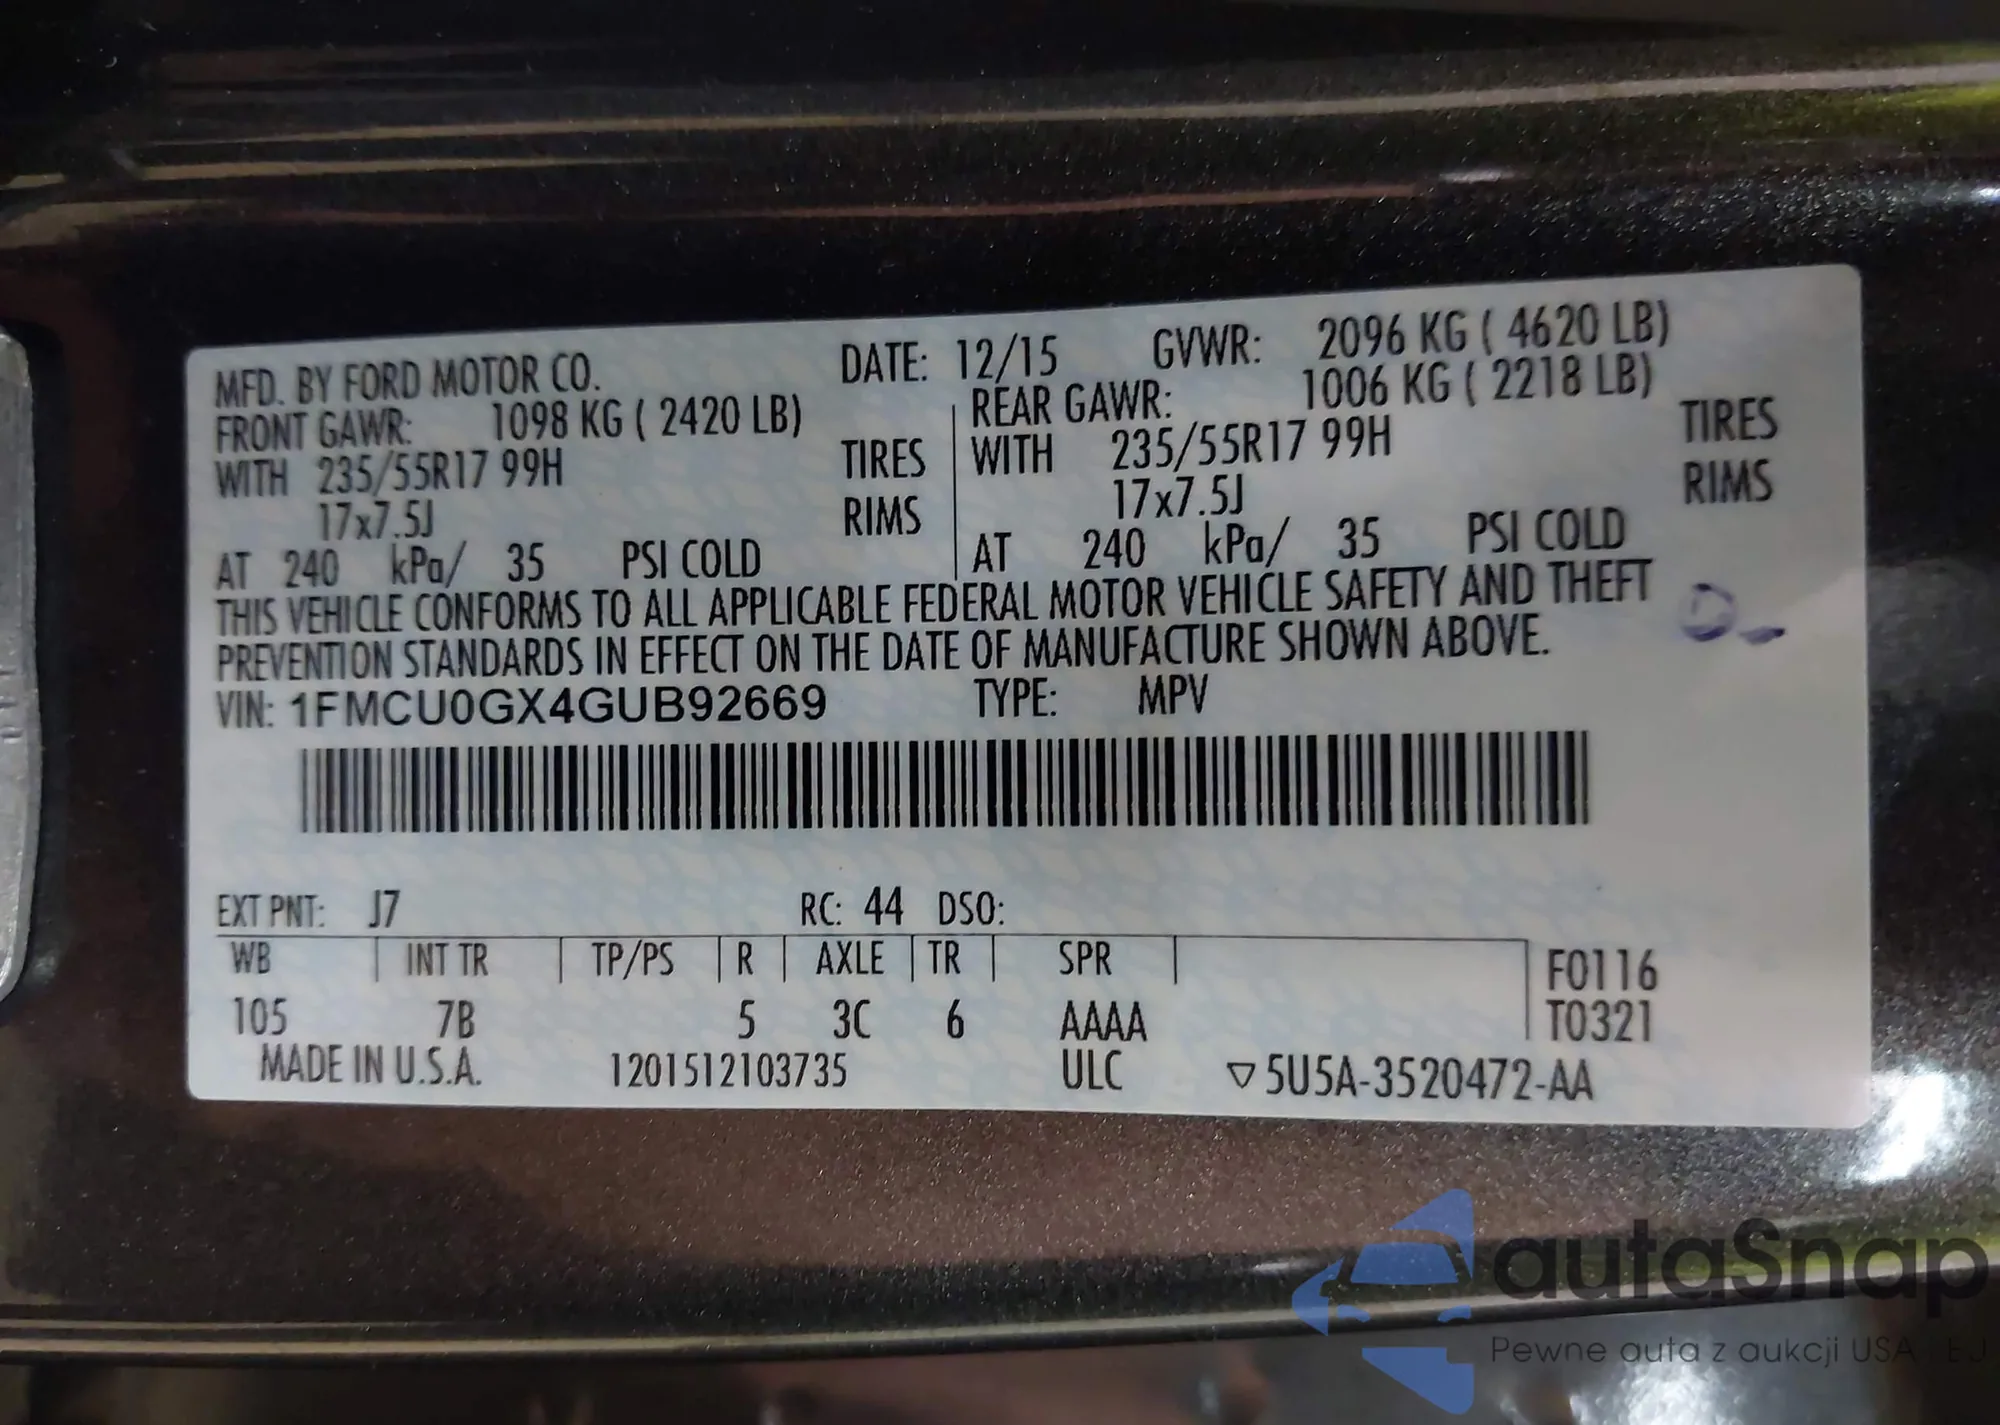 MFD. BY FORD MOTOR CO. DATE: 12/15 GVWR: 2096 KG ( 4620 LB)
FRONT GAWR: 1098 KG ( 2420 LB) REAR GAWR: 1006 KG ( 2218 LB)
WITH 235/55R17 99H TIRES WITH 235/55R17 99H TIRES
17x7.5J RIMS 17x7.5J RIMS
AT 240 kPa/ 35 PSI COLD AT 240 kPa/ 35 PSI COLD
THIS VEHICLE CONFORMS TO ALL APPLICABLE FEDERAL MOTOR VEHICLE SAFETY AND THEFT
PREVENTION STANDARDS IN EFFECT ON THE DATE OF MANUFACTURE SHOWN ABOVE.
VIN: 1FMCU0GX4GUB92669 TYPE: MPV
EXT PNT: J7 RC: 44 DSO:
WB INT TR TP/PS R AXLE TR SPR F0116
105 7B 5 3C 6 AAAA T0321
MADE IN U.S.A. 1201512103735 ULC ▽5U5A-3520472-AA
autaSnap
Pewne auta z aukcji USA i EJ